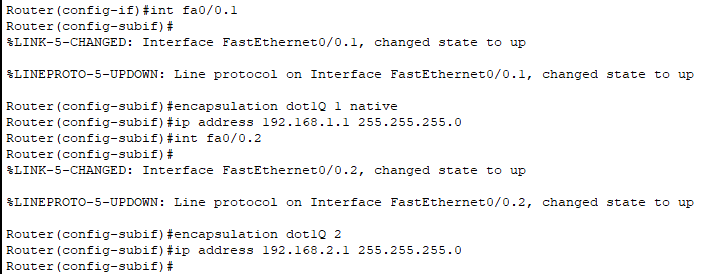 Router(config-if)#int fa0/0.1
Router(config-subif)#
%LINK-5-CHANGED: Interface FastEthernet0/0.1, changed state to up
%LINEPROTO-5-UPDOWN: Line protocol on Interface FastEthernet0/0.1, changed state to up
Router(config-subif)#encapsulation dot1Q 1 native
Router(config-subif)#ip address 192.168.1.1 255.255.255.0
Router(config-subif)#int fa0/0.2
Router(config-subif)#
%LINK-5-CHANGED: Interface FastEthernet0/0.2, changed state to up
%LINEPROTO-5-UPDOWN: Line protocol on Interface FastEthernet0/0.2, changed state to up
Router(config-subif)#encapsulation dot1Q 2
Router(config-subif)#ip address 192.168.2.1 255.255.255.0
Router(config-subif)#